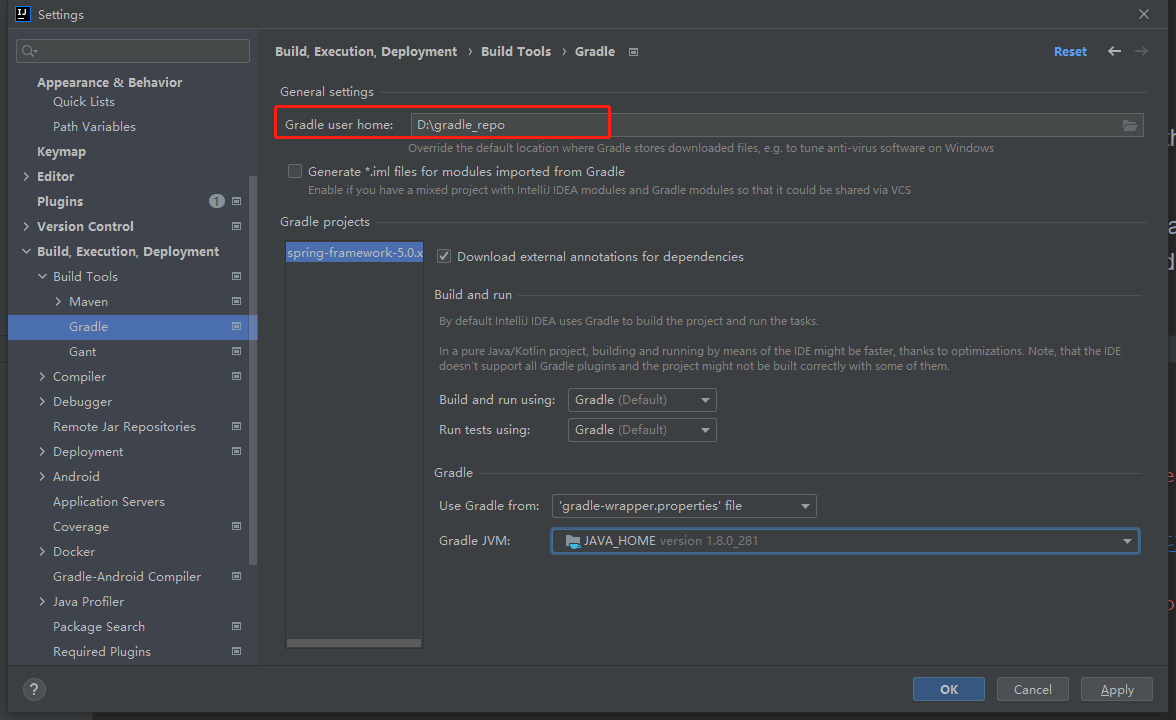 Settings
Appearance & Behavior
Quick Lists
Path Variables
Keymap
Editor
Plugins 1
Version Control
Build, Execution, Deployment
Build Tools
Maven
Gradle
Gant
Compiler
Debugger
Remote Jar Repositories
Deployment
Android
Application Servers
Coverage
Docker
Gradle-Android Compiler
Java Profiler
Package Search
Required Plugins
?
Build, Execution, Deployment › Build Tools › Gradle
Reset
General settings
Gradle user home: D:\gradle_repo
Override the default location where Gradle stores downloaded files, e.g. to tune anti-virus software on Windows
Generate *.iml files for modules imported from Gradle
Enable if you have a mixed project with IntelliJ IDEA modules and Gradle modules so that it could be shared via VCS
Gradle projects
spring-framework-5.0.x
Download external annotations for dependencies
Build and run
By default IntelliJ IDEA uses Gradle to build the project and run the tasks.
In a pure Java/Kotlin project, building and running by means of the IDE might be faster, thanks to optimizations. Note, that the IDE
doesn't support all Gradle plugins and the project might not be built correctly with some of them.
Build and run using: Gradle (Default)
Run tests using: Gradle (Default)
Gradle
Use Gradle from: 'gradle-wrapper.properties' file
Gradle JVM: JAVA_HOME version 1.8.0_281
OK
Cancel
Apply